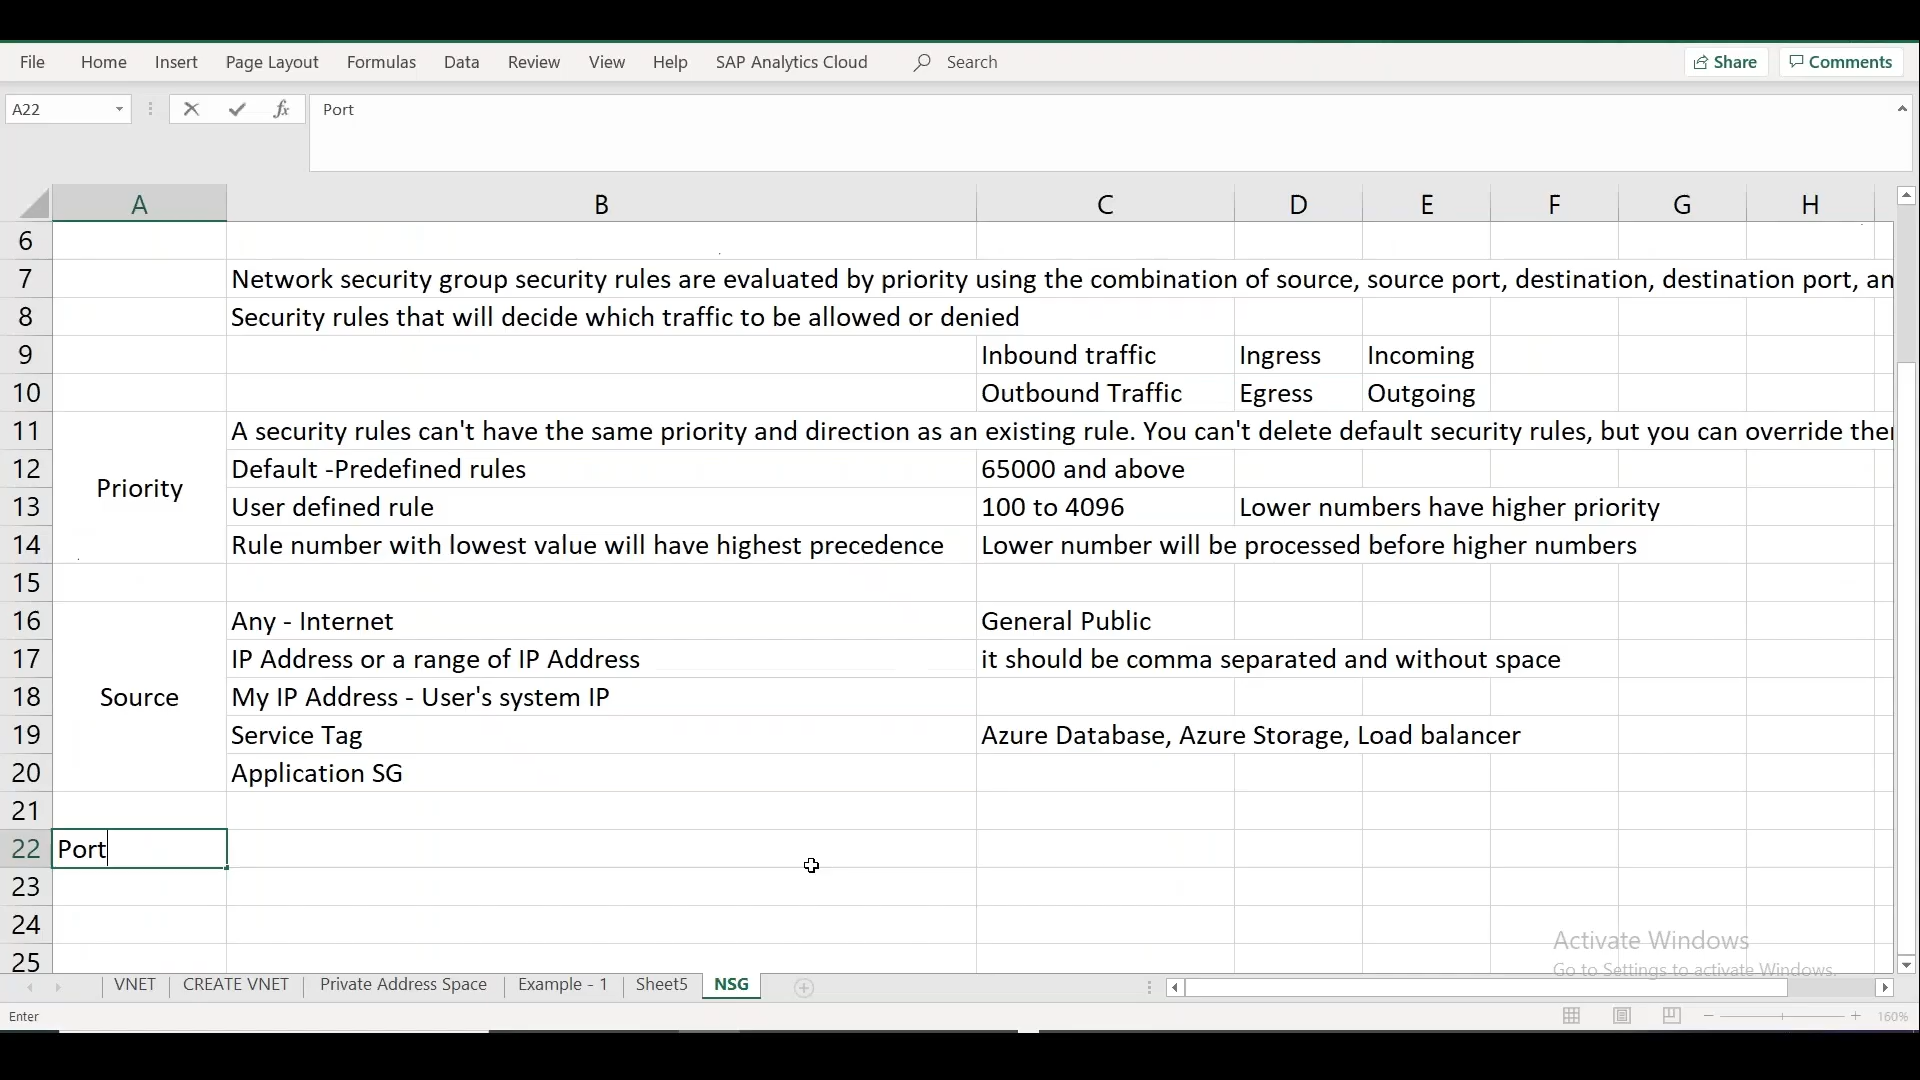 File Home Insert Page Layout Formulas Data Review View Help SAP Analytics Cloud Search Share Comments
A22 fx Port
A B C D E F G H
6
7 Network security group security rules are evaluated by priority using the combination of source, source port, destination, destination port, an
8 Security rules that will decide which traffic to be allowed or denied
9 Inbound traffic Ingress Incoming
10 Outbound Traffic Egress Outgoing
11 A security rules can't have the same priority and direction as an existing rule. You can't delete default security rules, but you can override
12 Default -Predefined rules 65000 and above
Priority
13 User defined rule 100 to 4096 Lower numbers have higher priority
14 Rule number with lowest value will have highest precedence Lower number will be processed before higher numbers
15
16 Any - Internet General Public
17 IP Address or a range of IP Address it should be comma separated and without space
18 Source My IP Address - User's system IP
19 Service Tag Azure Database, Azure Storage, Load balancer
20 Application SG
21
22 Port
23
24
Activate Windows
25
Go to Settings to activate Windows.
VNET CREATE VNET Private Address Space Example - 1 Sheet5 NSG
Enter 160%